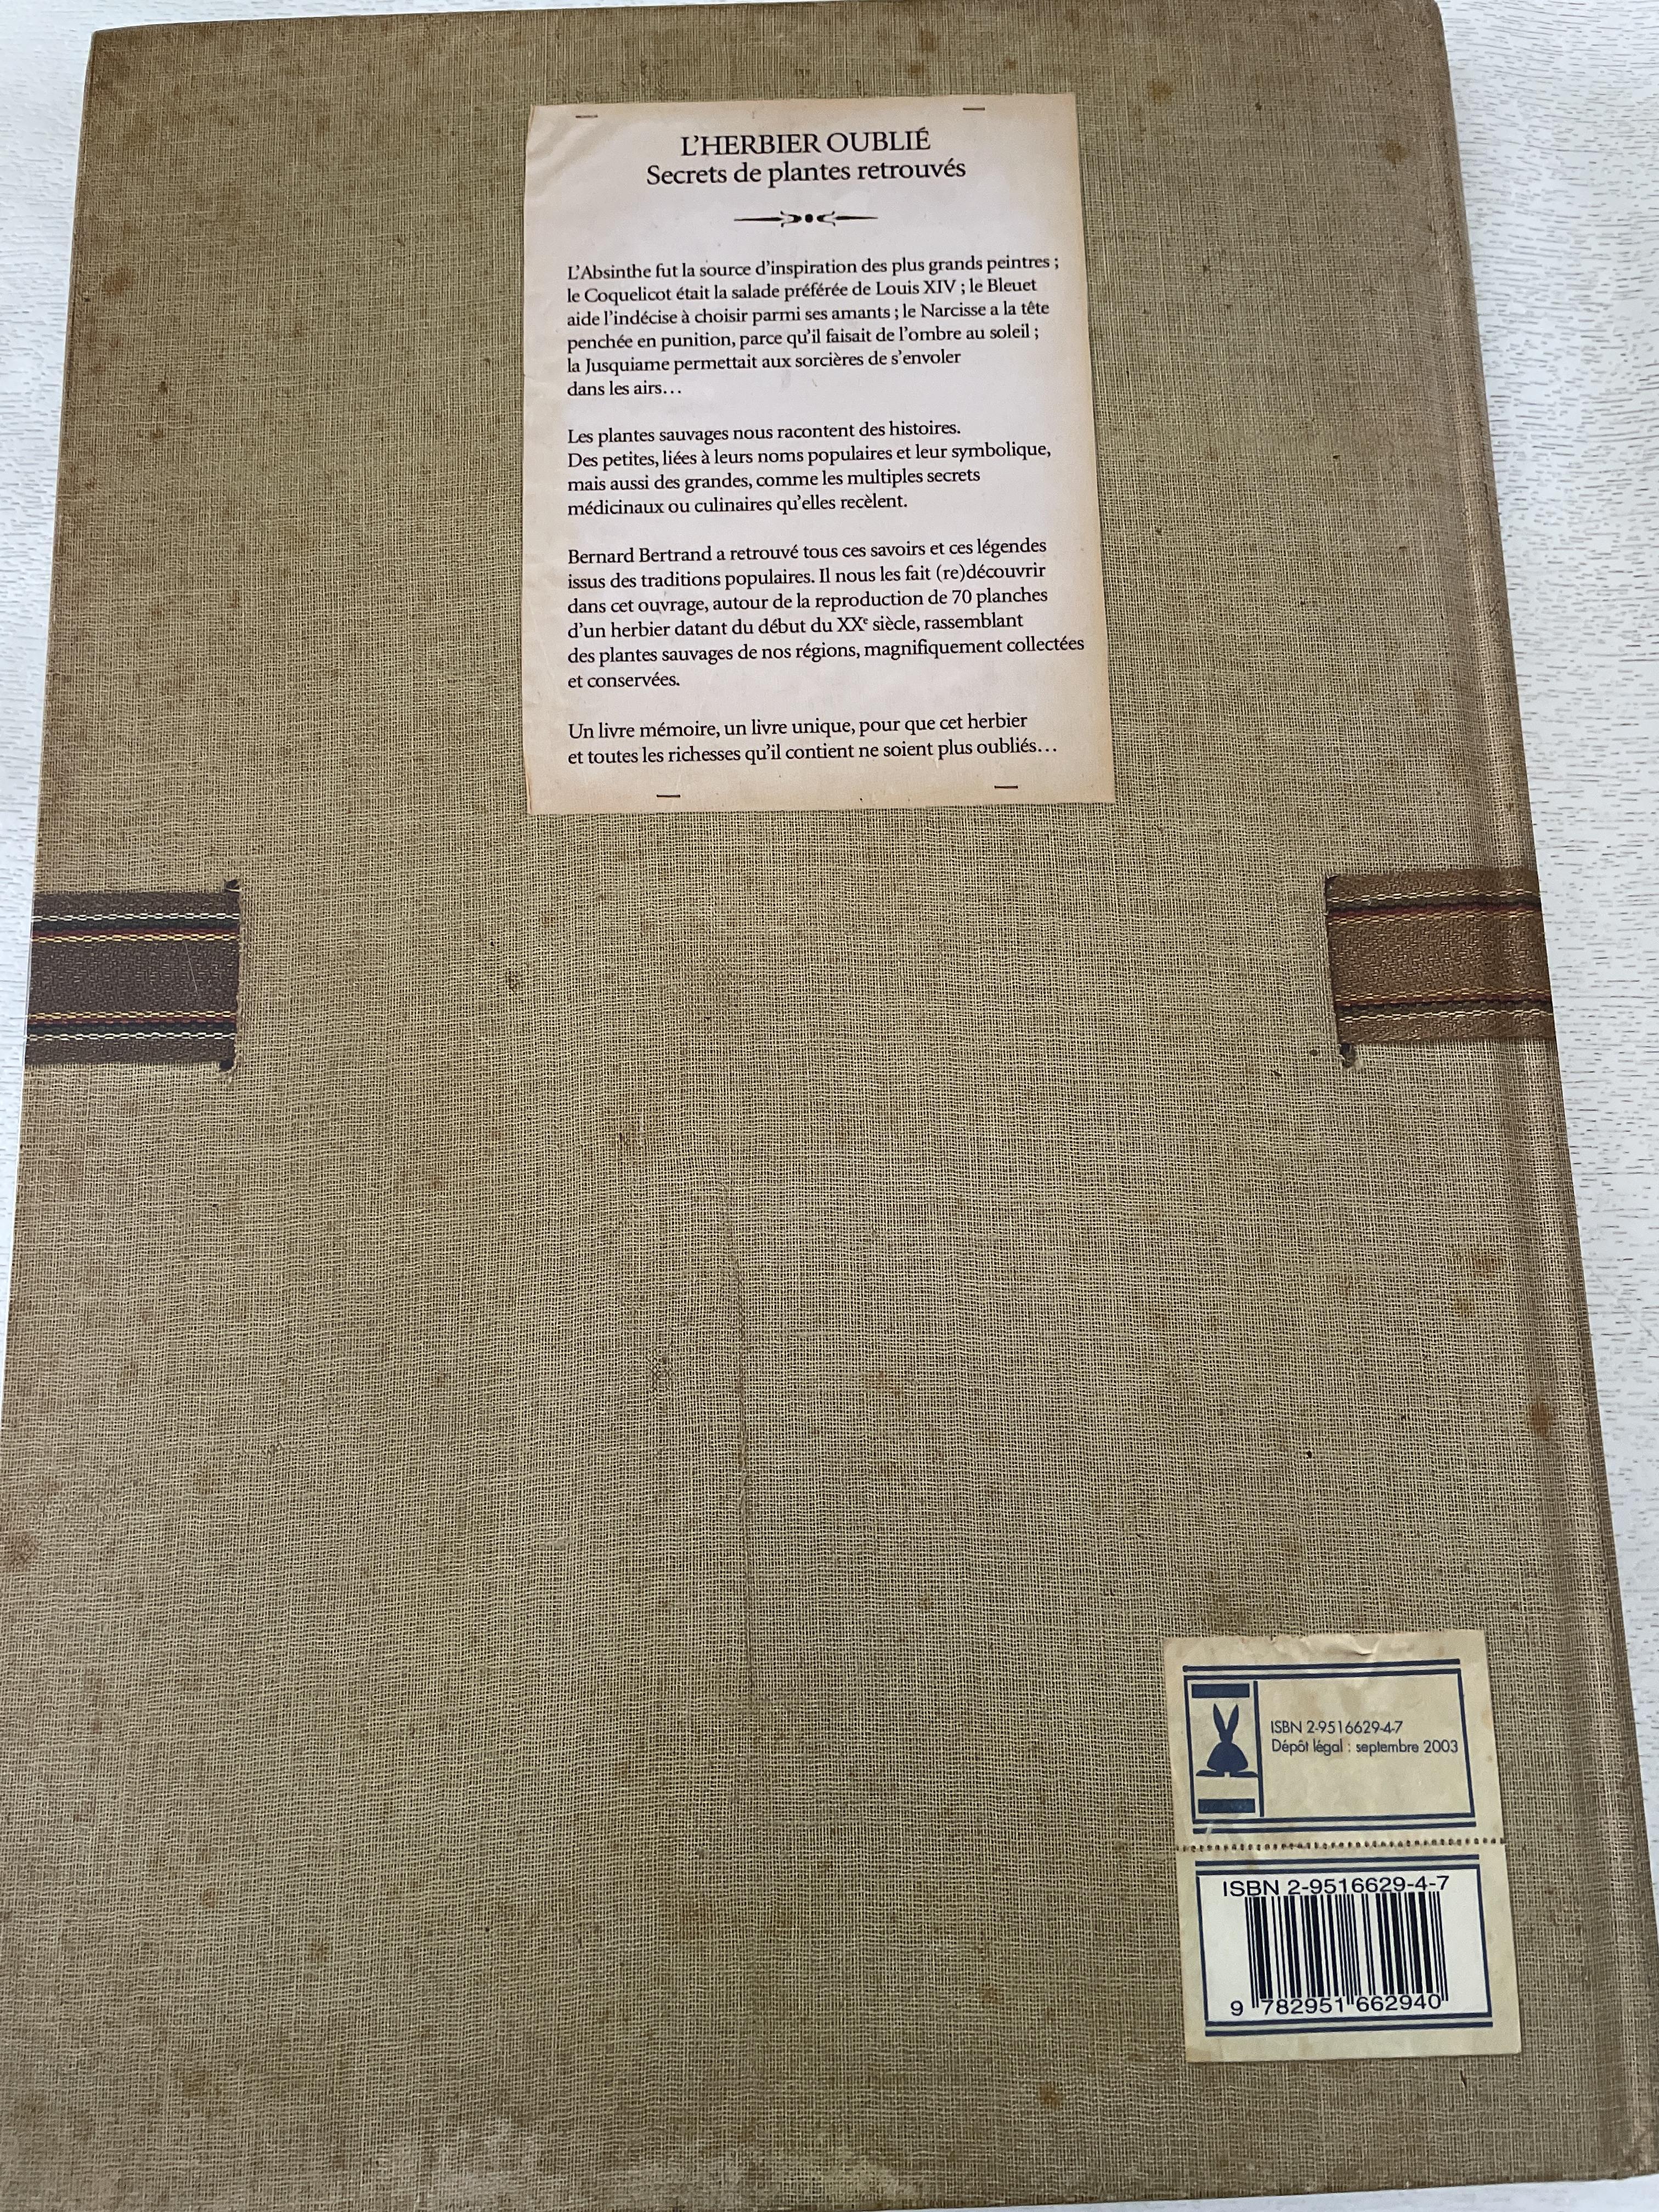 L'HERBIER OUBLIÉ
Secrets de plantes retrouvés
L'Absinthe fut la source d'inspiration des plus grands peintres ;
le Coquelicot était la salade préférée de Louis XIV ; le Bleuet
aide l'indécise à choisir parmi ses amants ; le Narcisse a la tête
penchée en punition, parce qu'il faisait de l'ombre au soleil ;
la Jusquiame permettait aux sorcières de s'envoler
dans les airs...
Les plantes sauvages nous racontent des histoires.
Des petites, liées à leurs noms populaires et leur symbolique,
mais aussi des grandes, comme les multiples secrets
médicinaux ou culinaires qu'elles recèlent.
Bernard Bertrand a retrouvé tous ces savoirs et ces légendes
issus des traditions populaires. Il nous les fait (re)découvrir
dans cet ouvrage, autour de la reproduction de 70 planches
d'un herbier datant du début du XXe siècle, rassemblant
des plantes sauvages de nos régions, magnifiquement collectées
et conservées.
Un livre mémoire, un livre unique, pour que cet herbier
et toutes les richesses qu'il contient ne soient plus oubliés...
ISBN 2-9516629-4-7
Dépôt légal : septembre 2003
ISBN 2-9516629-4-7
9 782951 662940